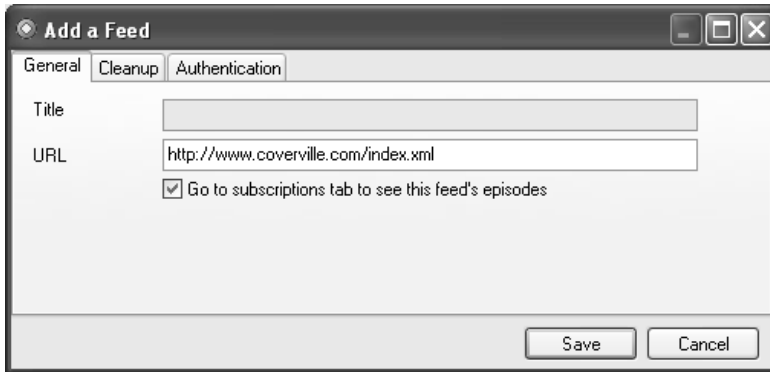 Add a Feed
General Cleanup Authentication
Title
URL http://www.coverville.com/index.xml
Go to subscriptions tab to see this feed's episodes
Save Cancel